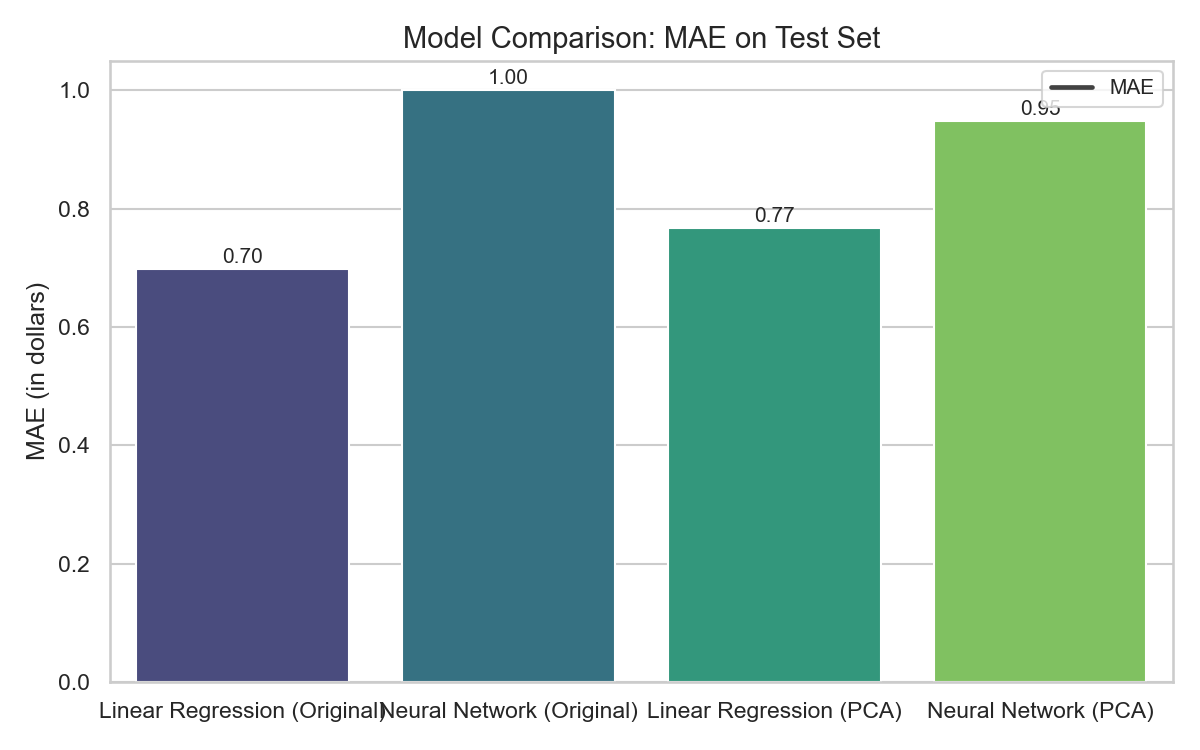 Model Comparison: MAE on Test Set
MAE
MAE (in dollars)
1.0
0.8
0.6
0.4
0.2
0.0
0.70
1.00
0.77
0.95
Linear Regression (Original)
Neural Network (Original)
Linear Regression (PCA)
Neural Network (PCA)